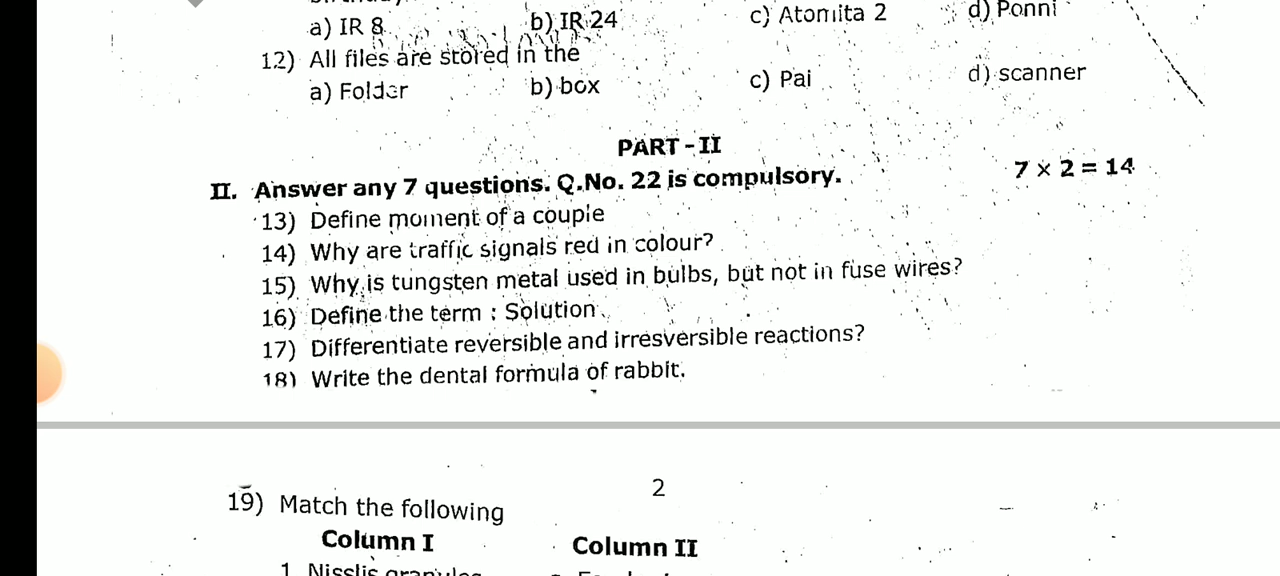 a) IR 8 b) IR 24 c) Atomita 2 d) Ponni
12) All files are stored in the
a) Folder b) box c) Pai d) scanner
PART - II
II. Answer any 7 questions. Q.No. 22 is compulsory. 7 × 2 = 14
13) Define moment of a couple
14) Why are traffic signals red in colour?
15) Why is tungsten metal used in bulbs, but not in fuse wires?
16) Define the term : Solution
17) Differentiate reversible and irresversible reactions?
18) Write the dental formula of rabbit.
2
19) Match the following
Column I Column II
1. Nisslis granules